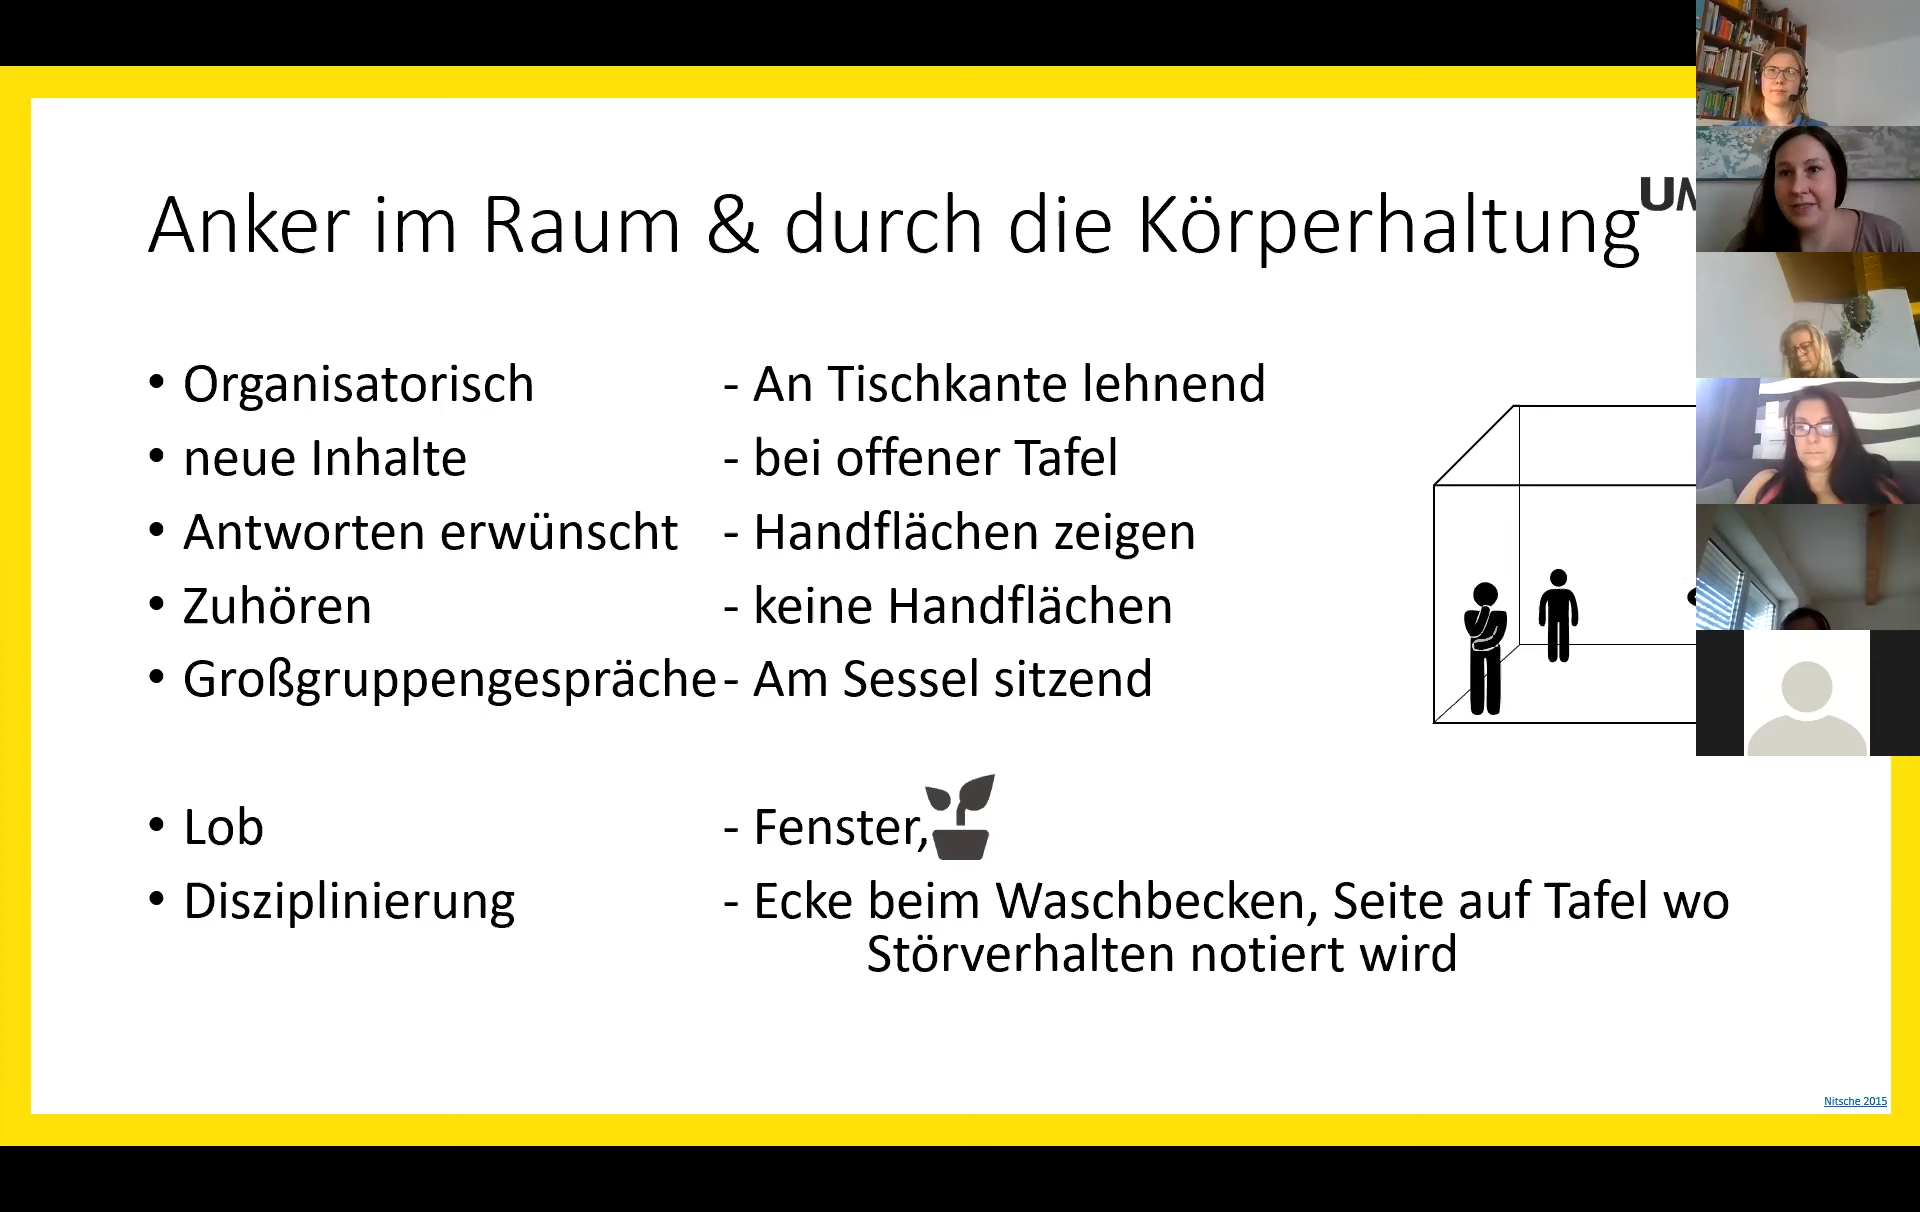 Anker im Raum & durch die Körperhaltung
• Organisatorisch - An Tischkante lehnend
• neue Inhalte - bei offener Tafel
• Antworten erwünscht - Handflächen zeigen
• Zuhören - keine Handflächen
• Großgruppengespräche - Am Sessel sitzend
• Lob - Fenster,
• Disziplinierung - Ecke beim Waschbecken, Seite auf Tafel wo
Störverhalten notiert wird
Nitsche 2015